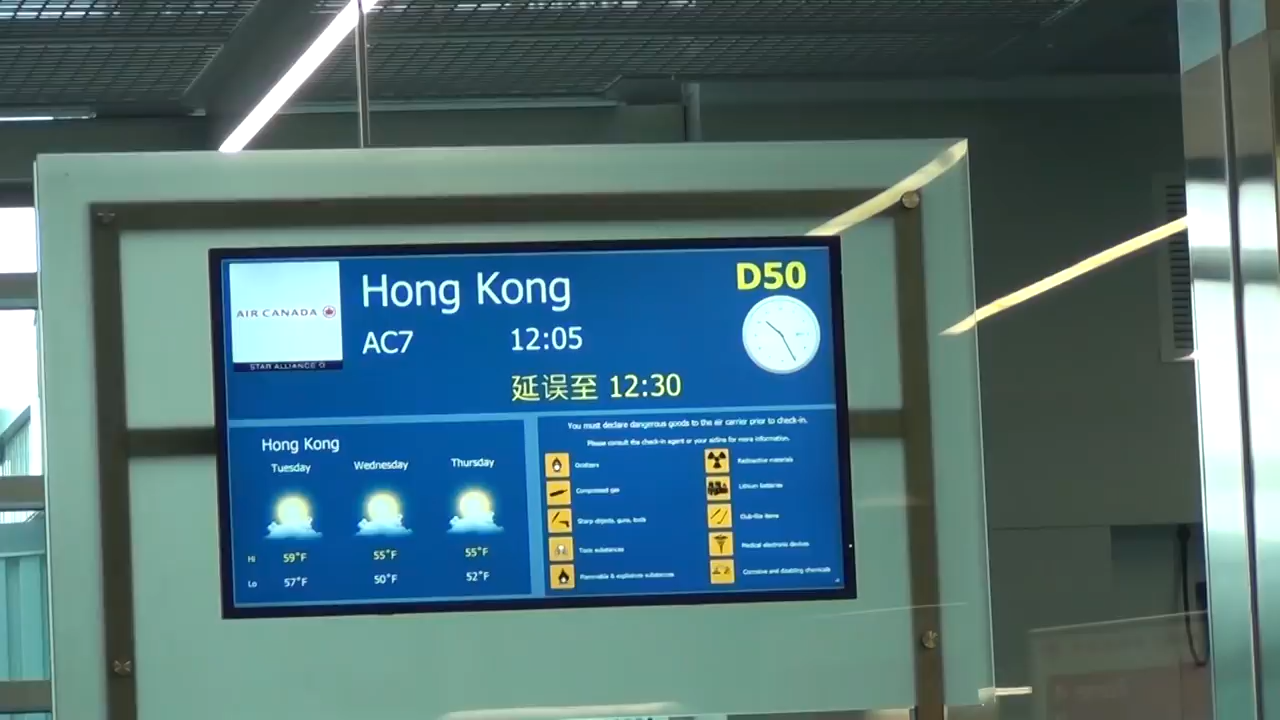 Hong Kong
D50
AIR CANADA
AC7 12:05
STAR ALLIANCE
延误至 12:30
Hong Kong
Tuesday Wednesday Thursday
Hi 59°F 55°F 55°F
Lo 57°F 50°F 52°F
You must declare dangerous goods to the air carrier prior to check-in.
Please consult the check-in agent or your airline for more information.
Oxidizers
Radioactive materials
Compressed gas
Lithium batteries
Sharp objects, guns, tools
Club-like items
Toxic substances
Medical electronic devices
Flammable & explosive substances
Corrosive and disabling chemicals